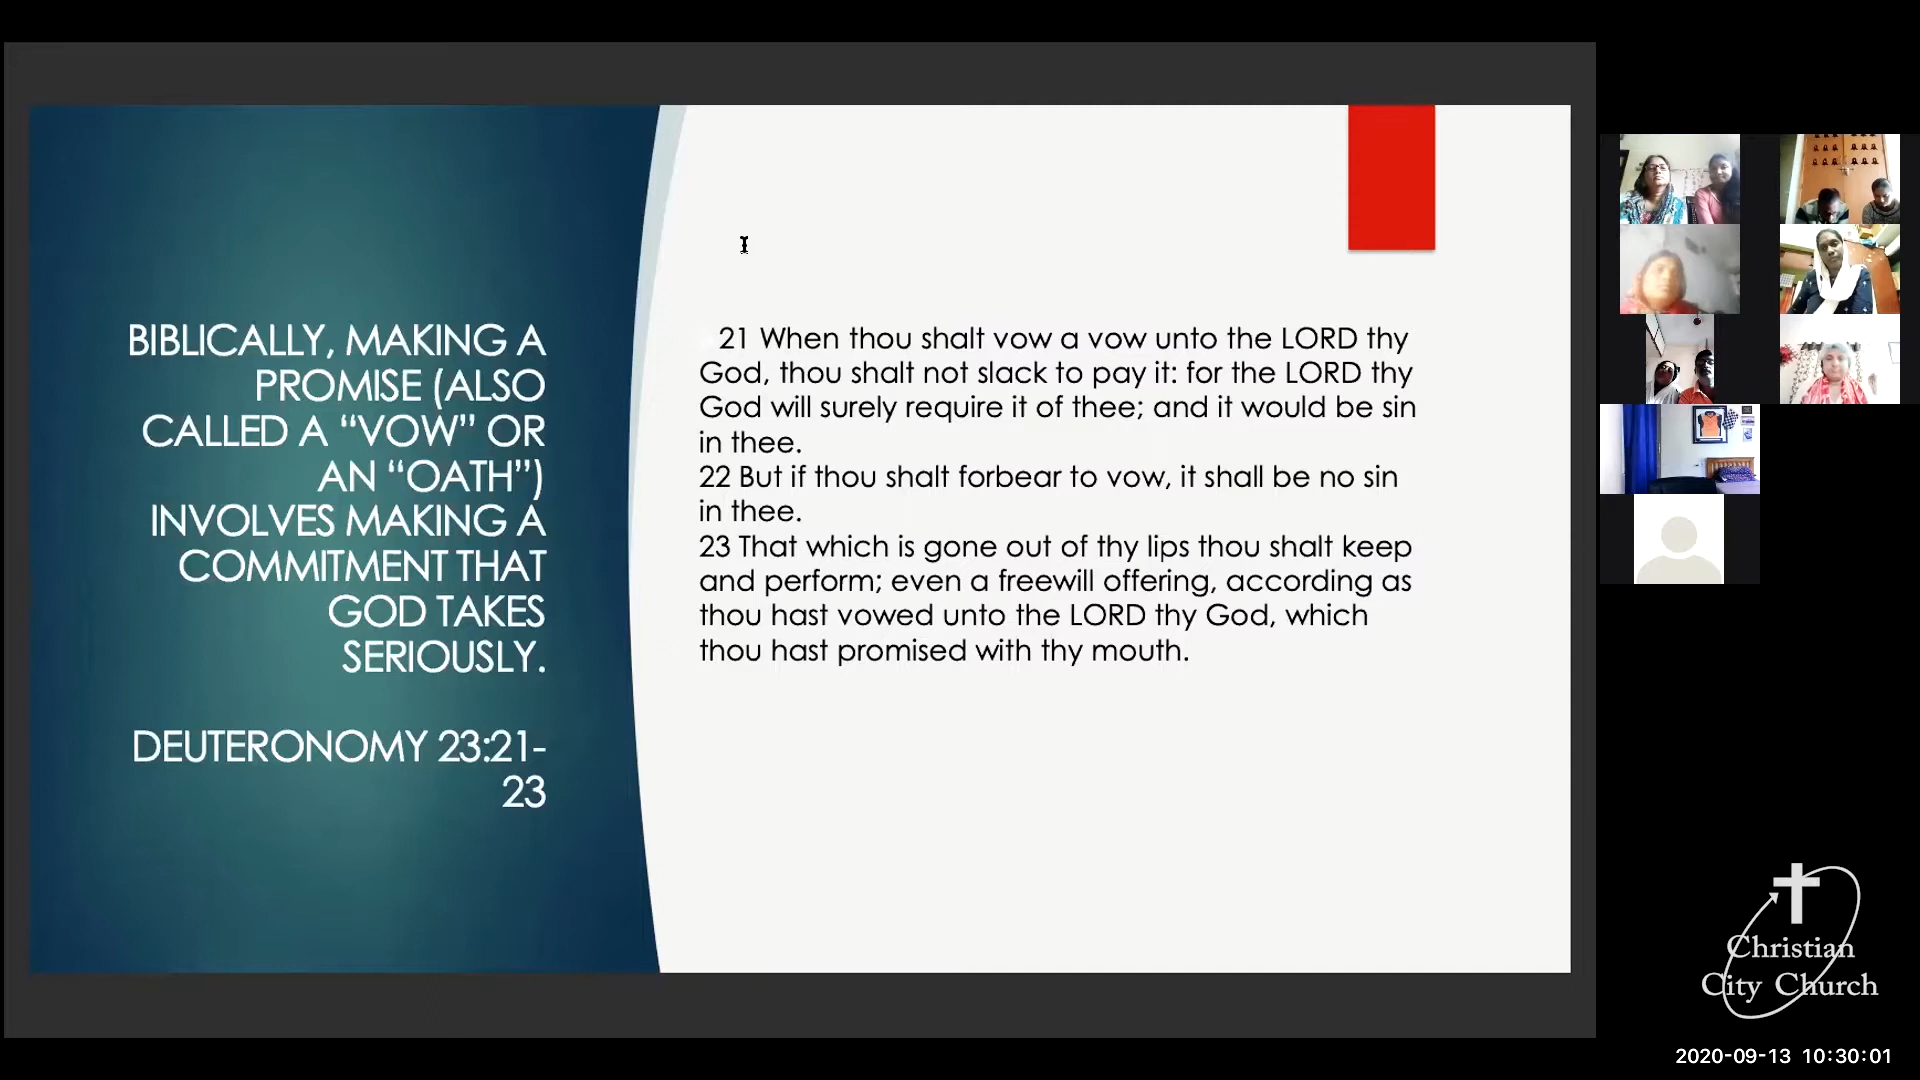 BIBLICALLY, MAKING A
PROMISE (ALSO
CALLED A “VOW” OR
AN “OATH”)
INVOLVES MAKING A
COMMITMENT THAT
GOD TAKES
SERIOUSLY.
DEUTERONOMY 23:21-
23
21 When thou shalt vow a vow unto the LORD thy
God, thou shalt not slack to pay it: for the LORD thy
God will surely require it of thee; and it would be sin
in thee.
22 But if thou shalt forbear to vow, it shall be no sin
in thee.
23 That which is gone out of thy lips thou shalt keep
and perform; even a freewill offering, according as
thou hast vowed unto the LORD thy God, which
thou hast promised with thy mouth.
Christian
City Church
2020-09-13 10:30:01